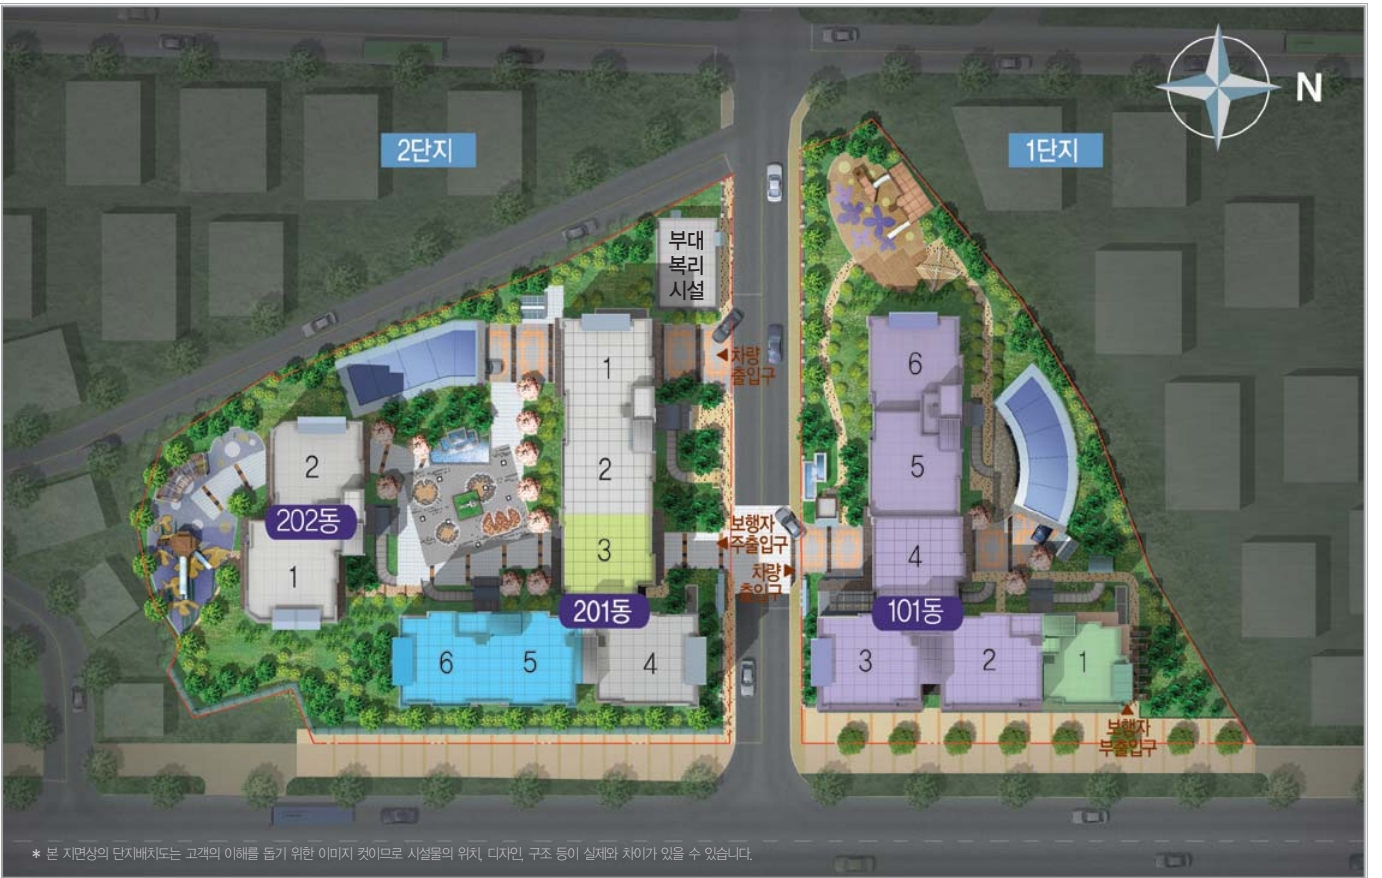 N
2단지
1단지
부대
복리
시설
차량
출입구
1
2
3
201동
4
5
6
2
202동
1
보행자
주출입구
차량
출입구
6
5
4
101동
3
2
1
보행자
부출입구
* 본 지면상의 단지배치도는 고객의 이해를 돕기 위한 이미지 컷이므로 시설물의 위치, 디자인, 구조 등이 실제와 차이가 있을 수 있습니다.